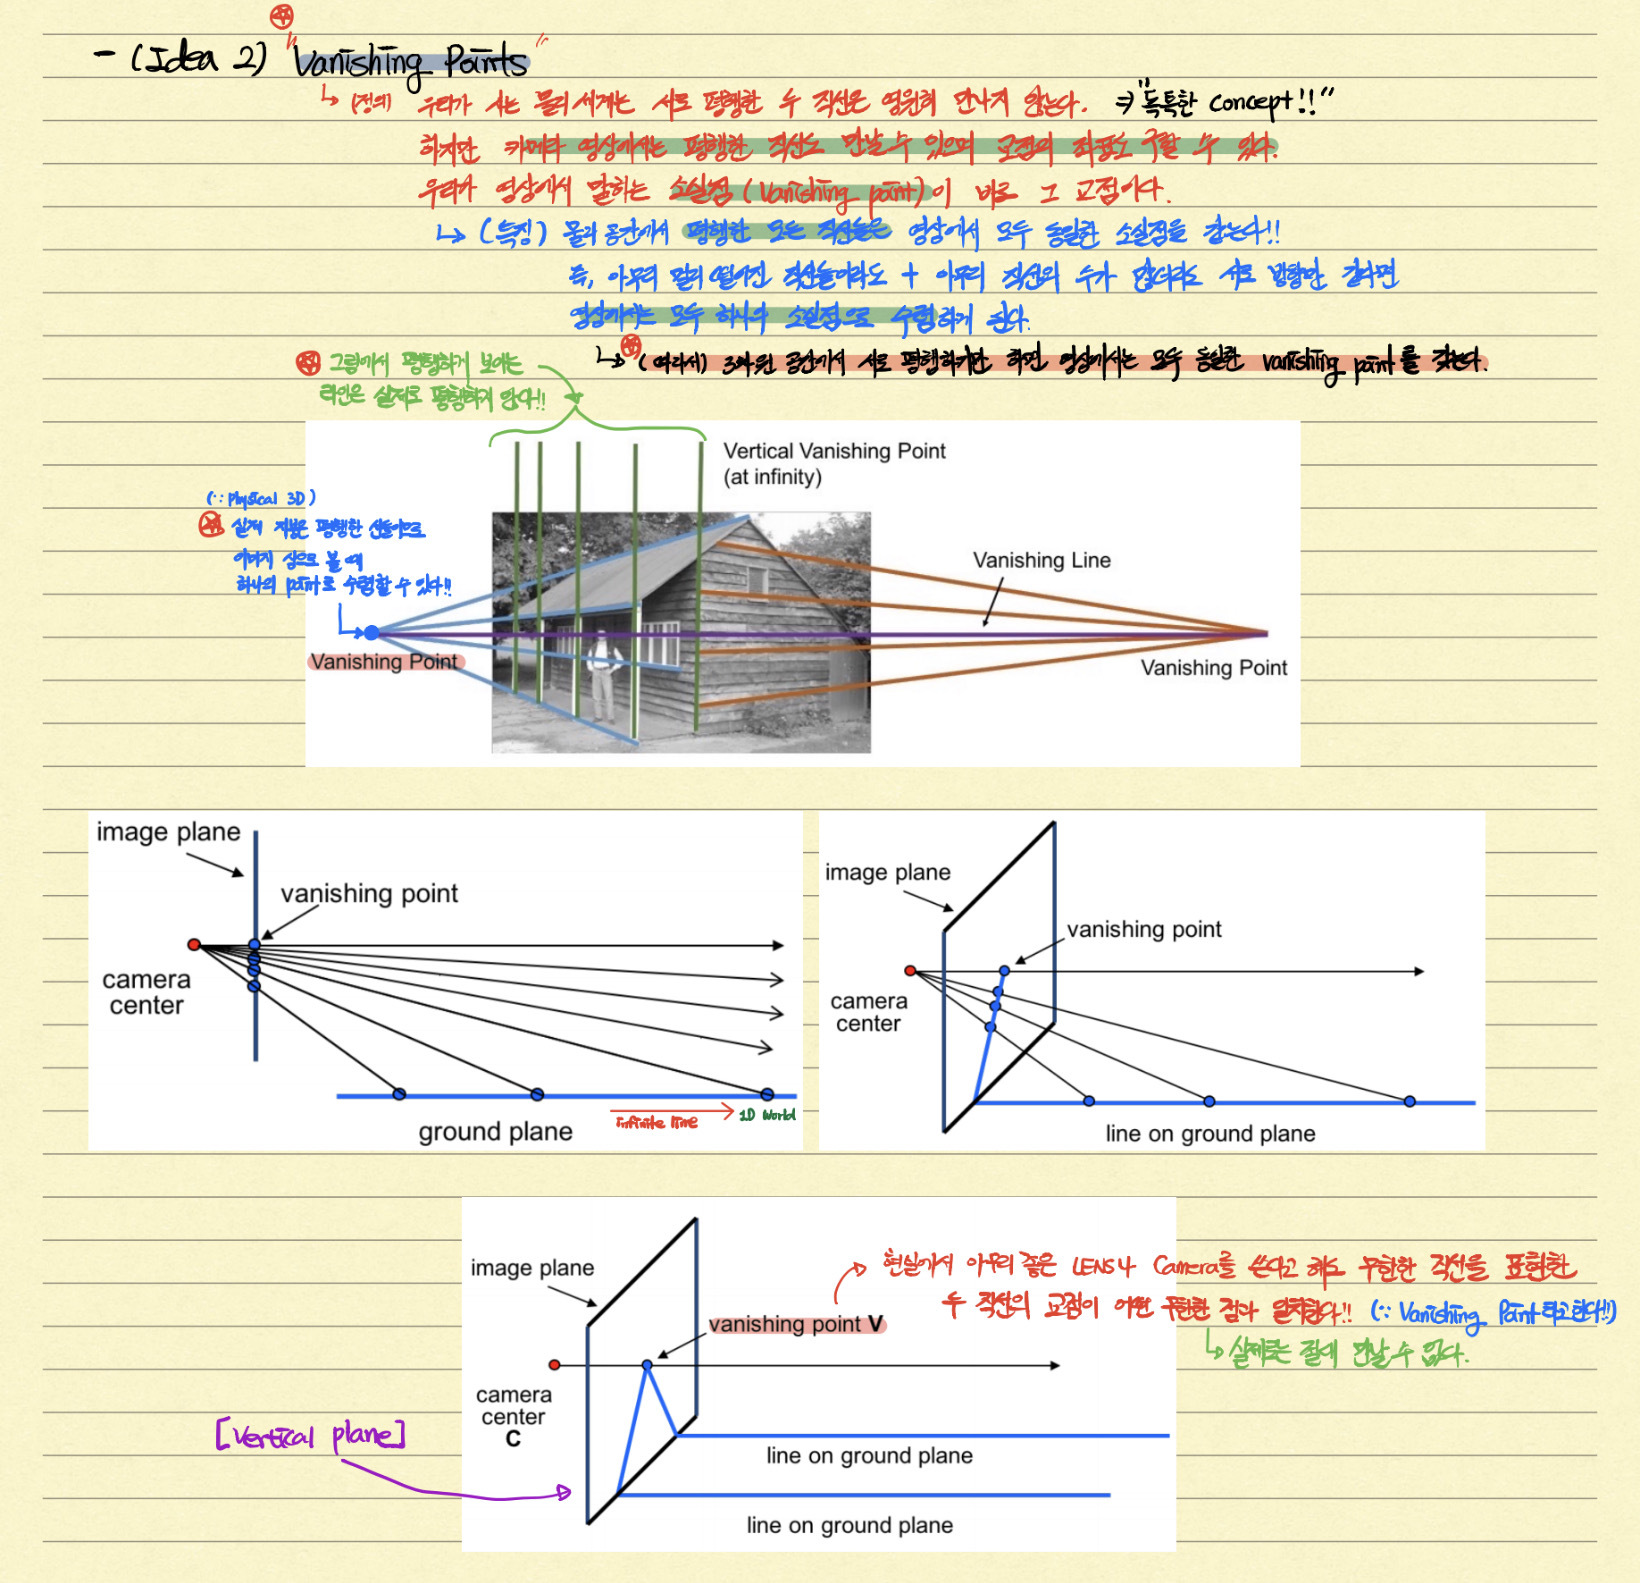 - (Idea 2) "Vanishing Points"
↳ (정의) 우리가 사는 물리세계는 서로 평행한 두 직선은 영원히 만나지 않는다. ⇒ "독특한 concept!!"
하지만 카메라 영상에서는 평행한 직선도 만날 수 있으며 교점의 좌표도 구할 수 있다.
우리가 영상에서 말하는 소실점 (Vanishing point)이 바로 그 교점이다.
↳ (특징) 물리 공간에서 평행한 모든 직선들은 영상에서 모두 동일한 소실점을 갖는다!!
즉, 아무리 멀리 떨어진 직선들이라도 + 아무리 직선의 수가 많더라도 서로 방향만 같다면
영상에서는 모두 하나의 소실점으로 수렴하게 된다.
↳ (따라서) 3차원 공간에서 서로 평행하기만 하면 영상에서는 모두 동일한 vanishing point를 갖는다.
그림에서 평행하게 보이는
라인은 실제로 평행하지 않다!!
Vertical Vanishing Point
(at infinity)
(∵ Physical 3D)
실제 지붕은 평행한 선들이므로
이미지 상으로 볼 때
하나의 point로 수렴할 수 있다!!
Vanishing Line
Vanishing Point
Vanishing Point
image plane
vanishing point
camera
center
infinite line
1D World
ground plane
image plane
vanishing point
camera
center
line on ground plane
image plane
vanishing point V
현실에서 아무리 좋은 LENS나 Camera를 쓴다고 해도 무한한 직선을 표현한
두 직선의 교점이 어떤 무한한 점과 일치한다!! (∵ Vanishing Point라고 한다!!)
↳ 실제로는 절대 만날 수 없다.
camera
center
C
[Vertical plane]
line on ground plane
line on ground plane